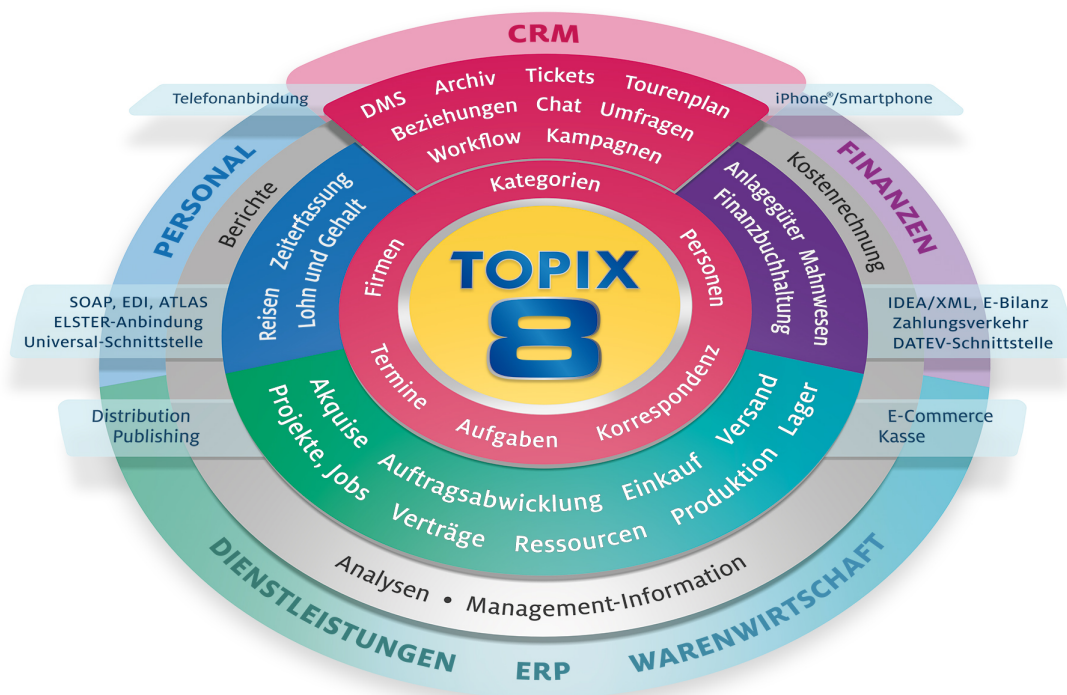 CRM
DMS Archiv Tickets Tourenplan
Beziehungen Chat Umfragen
Workflow Kampagnen
Telefonanbindung
iPhone®/Smartphone
PERSONAL
Berichte
Reisen Zeiterfassung
Lohn und Gehalt
FINANZEN
Kostenrechnung
Anlagegüter Mahnwesen
Finanzbuchhaltung
Kategorien
Firmen
Personen
Termine
Aufgaben
Korrespondenz
TOPIX
8
SOAP, EDI, ATLAS
ELSTER-Anbindung
Universal-Schnittstelle
IDEA/XML, E-Bilanz
Zahlungsverkehr
DATEV-Schnittstelle
Distribution
Publishing
E-Commerce
Kasse
Akquise Auftragsabwicklung Einkauf Versand
Projekte, Jobs Verträge Ressourcen Produktion Lager
Analysen • Management-Information
DIENSTLEISTUNGEN ERP WARENWIRTSCHAFT